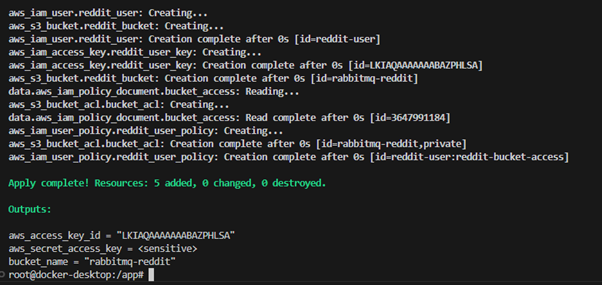 aws_iam_user.reddit_user: Creating...
aws_s3_bucket.reddit_bucket: Creating...
aws_iam_user.reddit_user: Creation complete after 0s [id=reddit-user]
aws_iam_access_key.reddit_user_key: Creating...
aws_iam_access_key.reddit_user_key: Creation complete after 0s [id=LKIAQAAAAAAABAZPHLSA]
aws_s3_bucket.reddit_bucket: Creation complete after 0s [id=rabbitmq-reddit]
data.aws_iam_policy_document.bucket_access: Reading...
aws_s3_bucket_acl.bucket_acl: Creating...
data.aws_iam_policy_document.bucket_access: Read complete after 0s [id=3647991184]
aws_iam_user_policy.reddit_user_policy: Creating...
aws_s3_bucket_acl.bucket_acl: Creation complete after 0s [id=rabbitmq-reddit,private]
aws_iam_user_policy.reddit_user_policy: Creation complete after 0s [id=reddit-user:reddit-bucket-access]
Apply complete! Resources: 5 added, 0 changed, 0 destroyed.
Outputs:
aws_access_key_id = "LKIAQAAAAAAABAZPHLSA"
aws_secret_access_key = <sensitive>
bucket_name = "rabbitmq-reddit"
root@docker-desktop:/app#